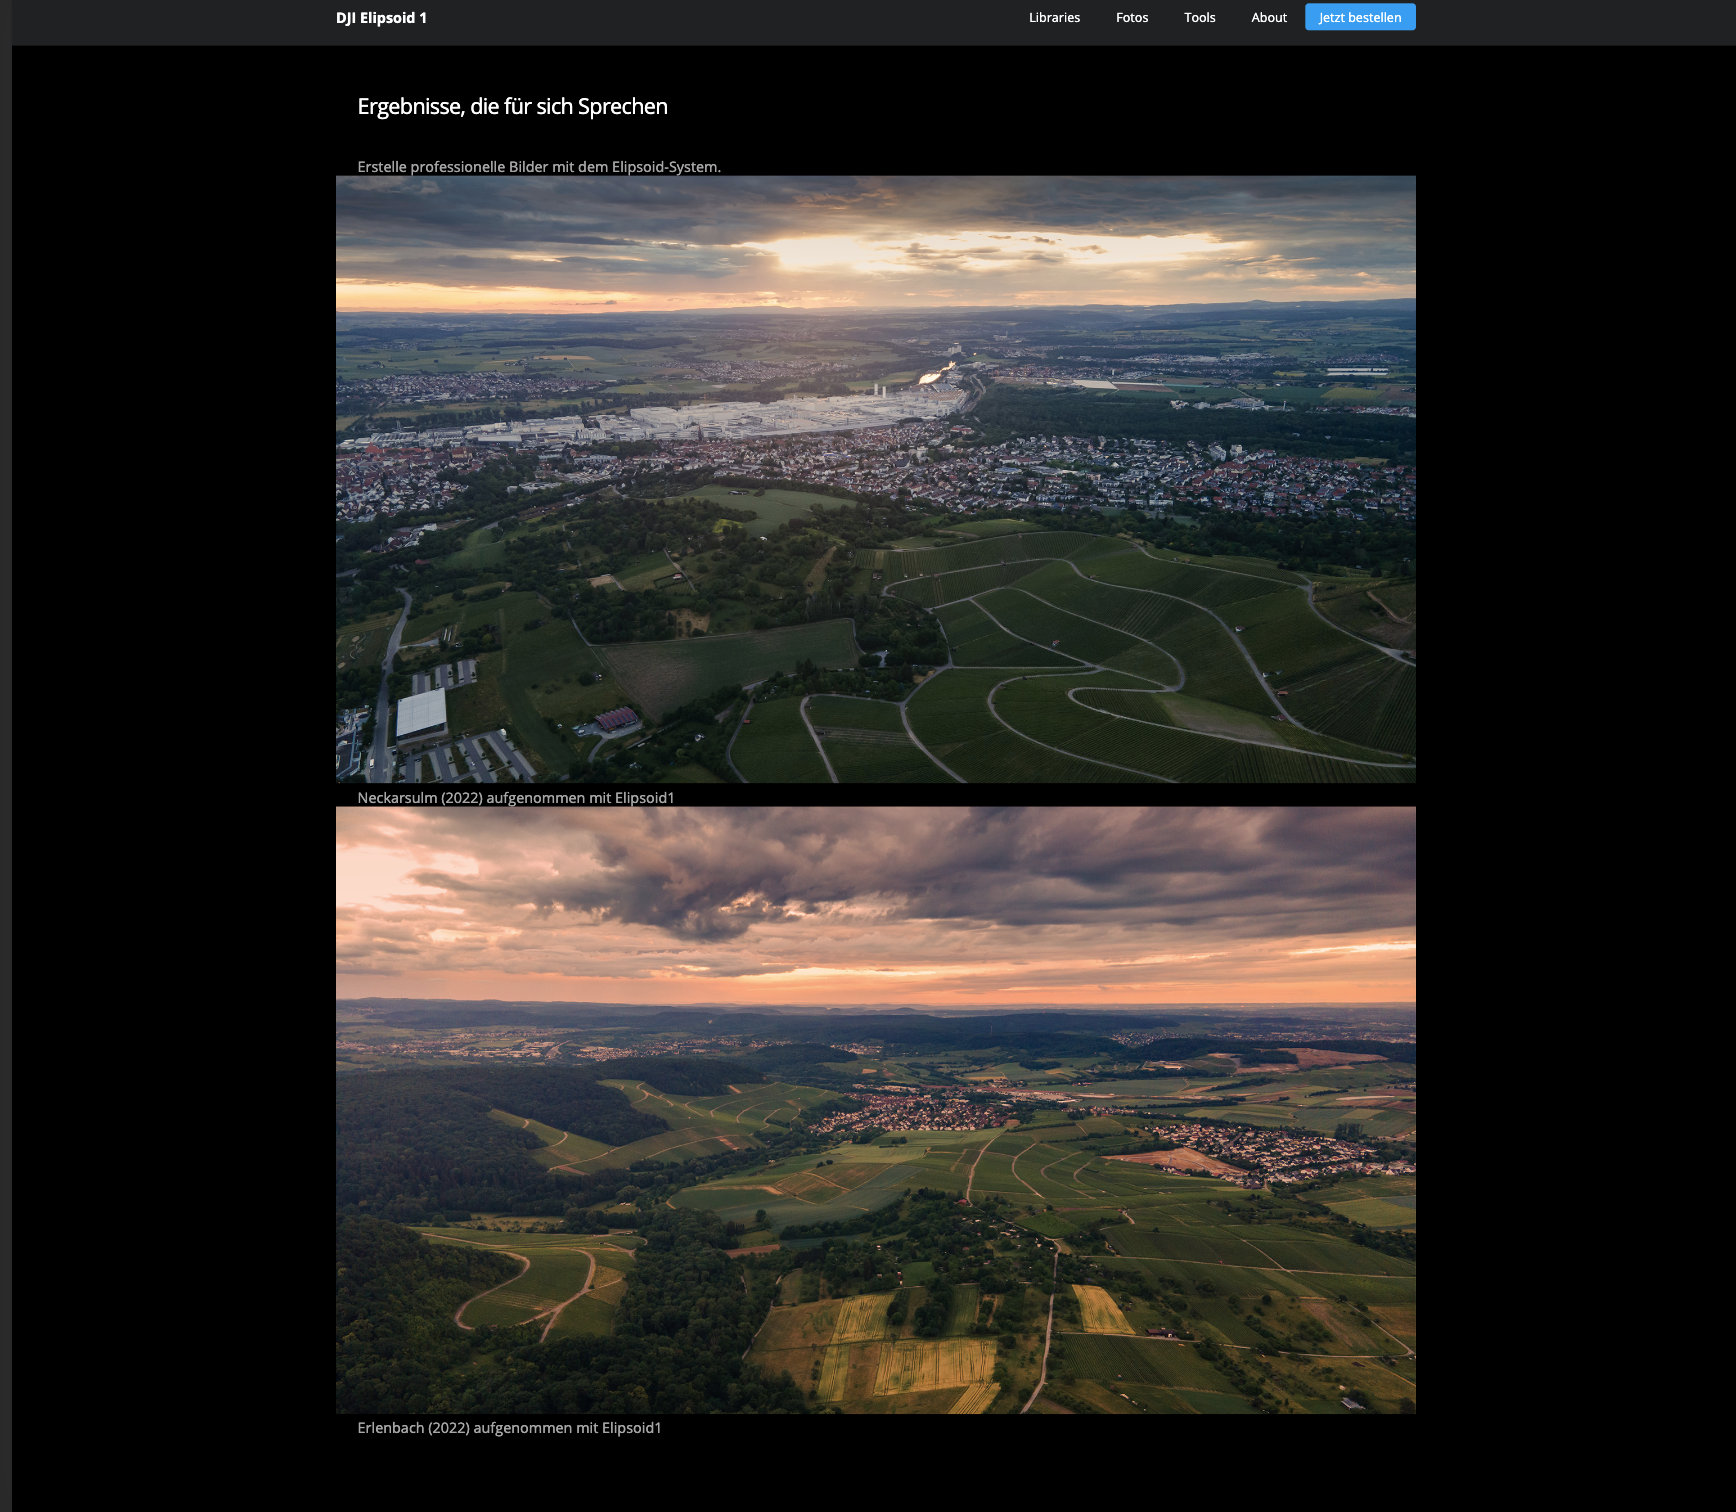 DJI Elipsoid 1
Libraries Fotos Tools About Jetzt bestellen
Ergebnisse, die für sich Sprechen
Erstelle professionelle Bilder mit dem Elipsoid-System.
Neckarsulm (2022) aufgenommen mit Elipsoid1
Erlenbach (2022) aufgenommen mit Elipsoid1